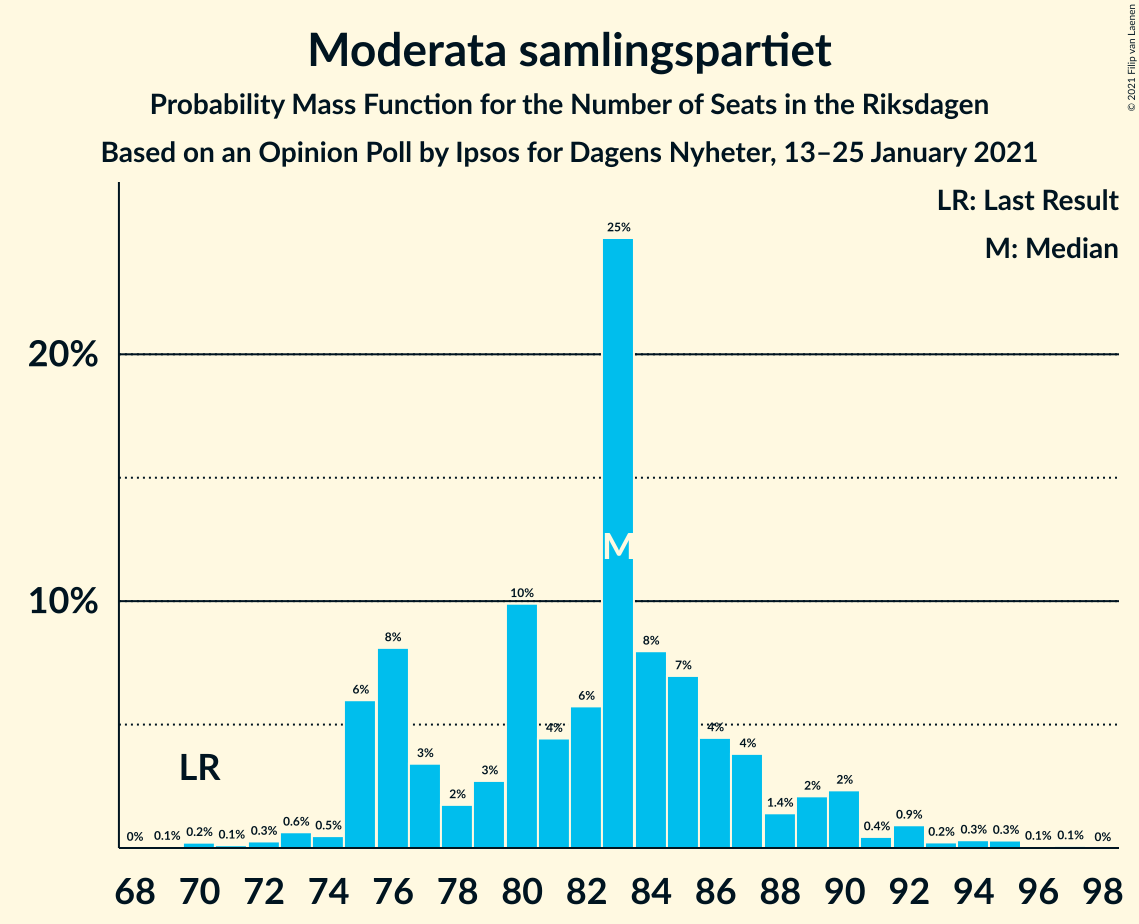 Moderata samlingspartiet
Probability Mass Function for the Number of Seats in the Riksdagen
Based on an Opinion Poll by Ipsos for Dagens Nyheter, 13–25 January 2021
© 2021 Filip van Laenen
LR: Last Result
M: Median
20%
10%
0% 0.1% 0.2% 0.1% 0.3% 0.6% 0.5% 6% 8% 3% 2% 3% 10% 4% 6% 25% 8% 7% 4% 4% 1.4% 2% 2% 0.4% 0.9% 0.2% 0.3% 0.3% 0.1% 0.1% 0%
LR
M
68 70 72 74 76 78 80 82 84 86 88 90 92 94 96 98